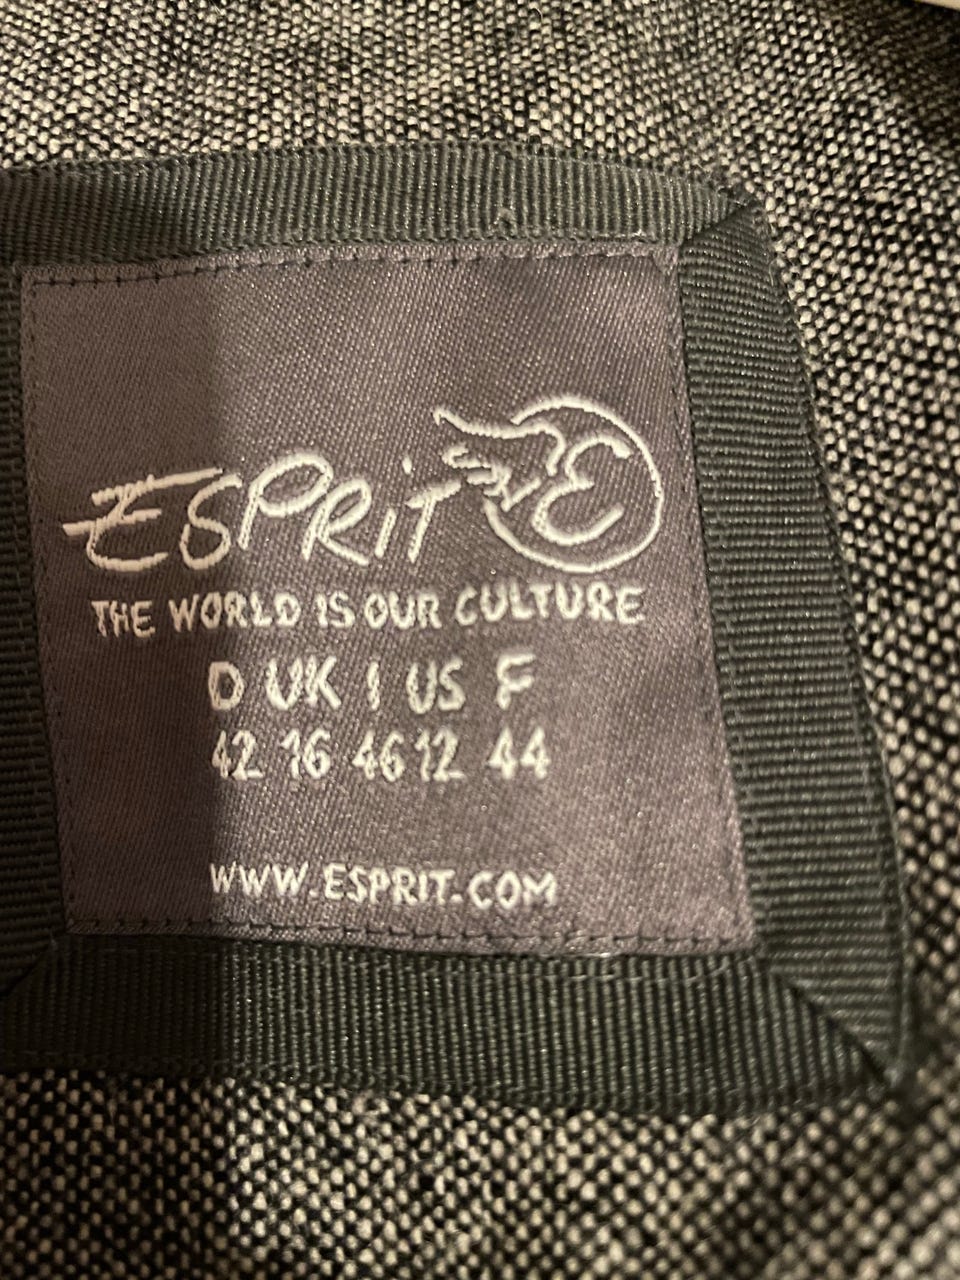 ESPRiT E
THE WORLD IS OUR CULTURE
D UK I US F
42 16 46 12 44
WWW.ESPRIT.COM